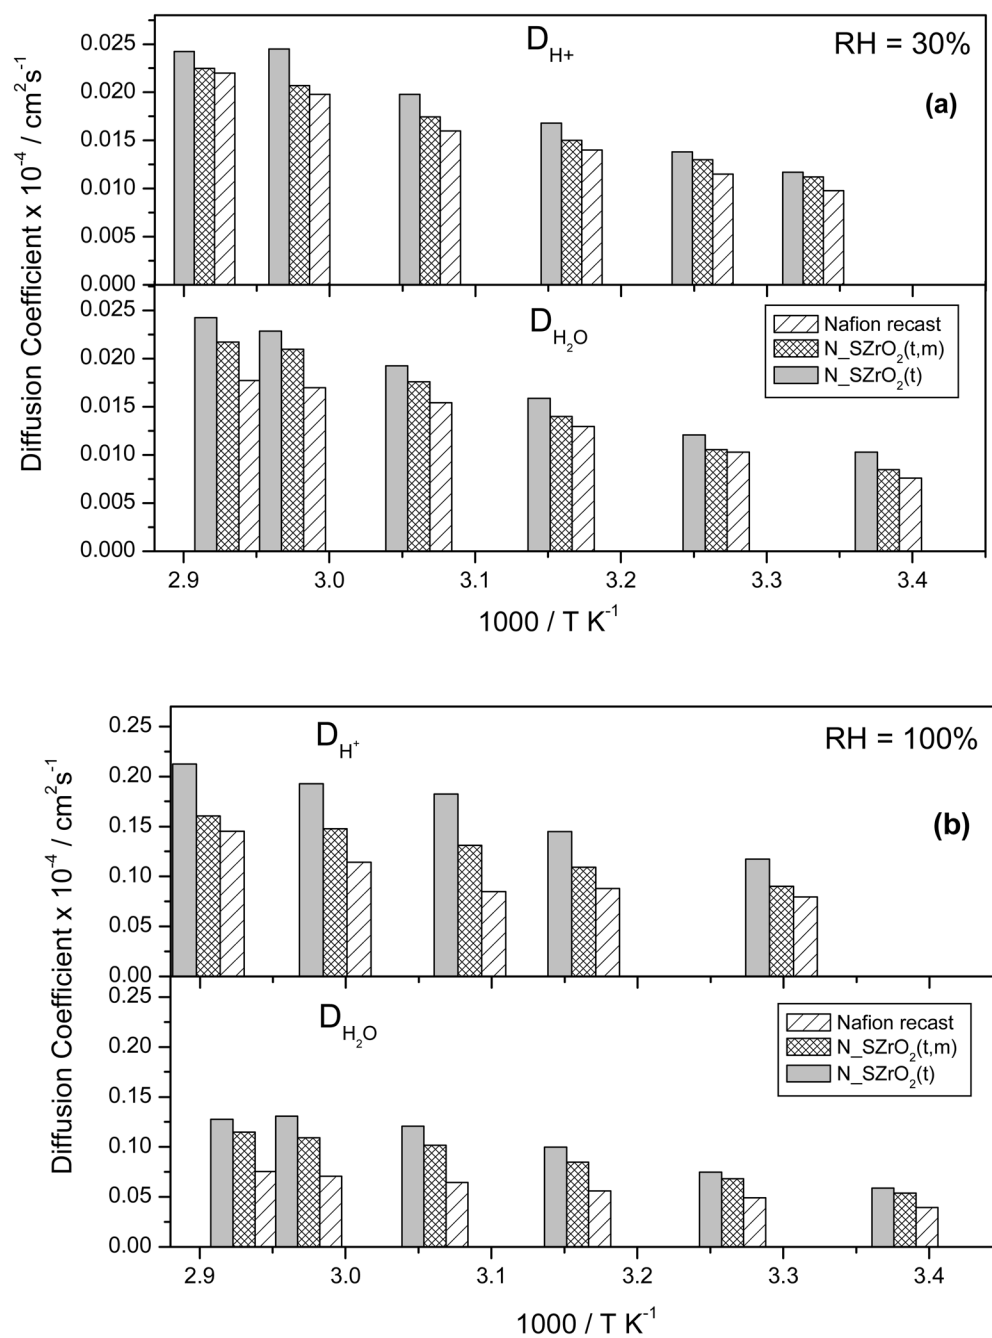 D_H+
RH = 30%
(a)
Diffusion Coefficient x 10⁻⁴ / cm²s⁻¹
0.025
0.020
0.015
0.010
0.005
0.000
D_H₂O
0.025
0.020
0.015
0.010
0.005
0.000
Nafion recast
N_SZrO₂(t,m)
N_SZrO₂(t)
2.9 3.0 3.1 3.2 3.3 3.4
1000 / T K⁻¹
D_H⁺
RH = 100%
(b)
Diffusion Coefficient x 10⁻⁴ / cm²s⁻¹
0.25
0.20
0.15
0.10
0.05
0.00
D_H₂O
0.25
0.20
0.15
0.10
0.05
0.00
Nafion recast
N_SZrO₂(t,m)
N_SZrO₂(t)
2.9 3.0 3.1 3.2 3.3 3.4
1000 / T K⁻¹